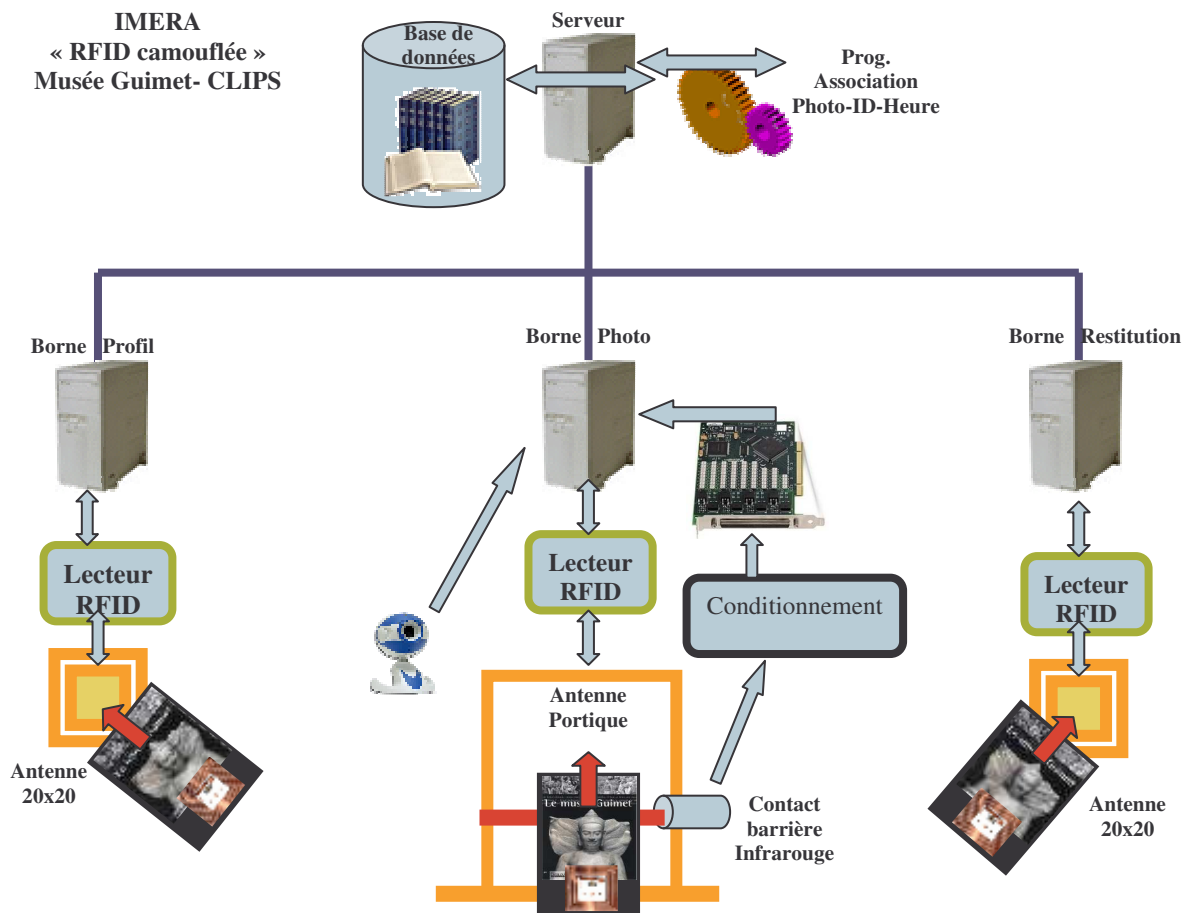 IMERA
« RFID camouflée »
Musée Guimet- CLIPS
Base de
données
Serveur
Prog.
Association
Photo-ID-Heure
Borne Profil
Borne Photo
Borne Restitution
Lecteur
RFID
Lecteur
RFID
Conditionnement
Lecteur
RFID
Antenne
Portique
Antenne
20x20
Le musée Guimet
Contact
barrière
Infrarouge
Antenne
20x20